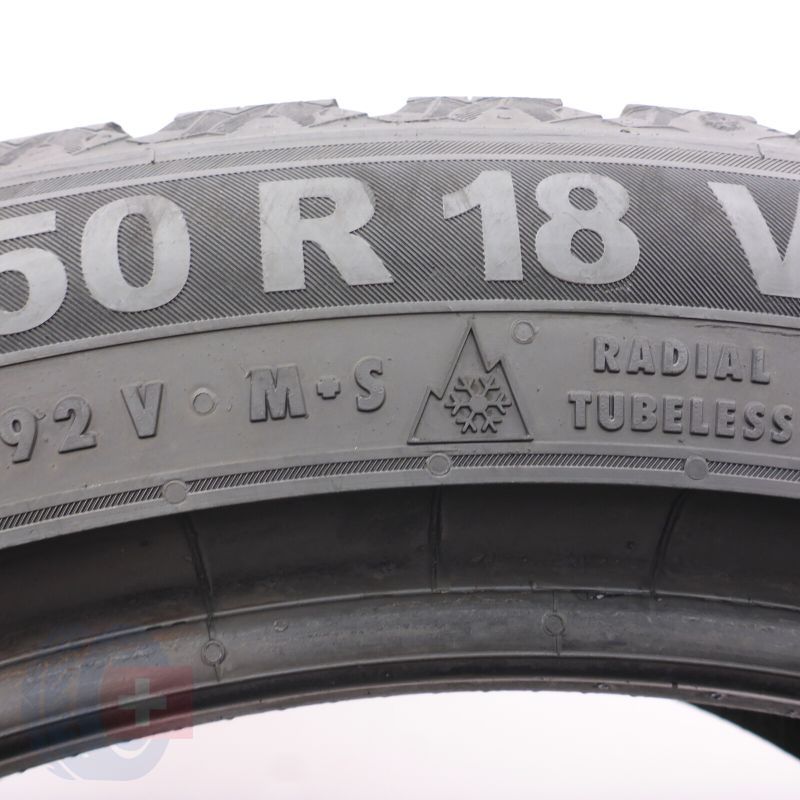 50 R 18 V
92 V • M+S
RADIAL
TUBELESS